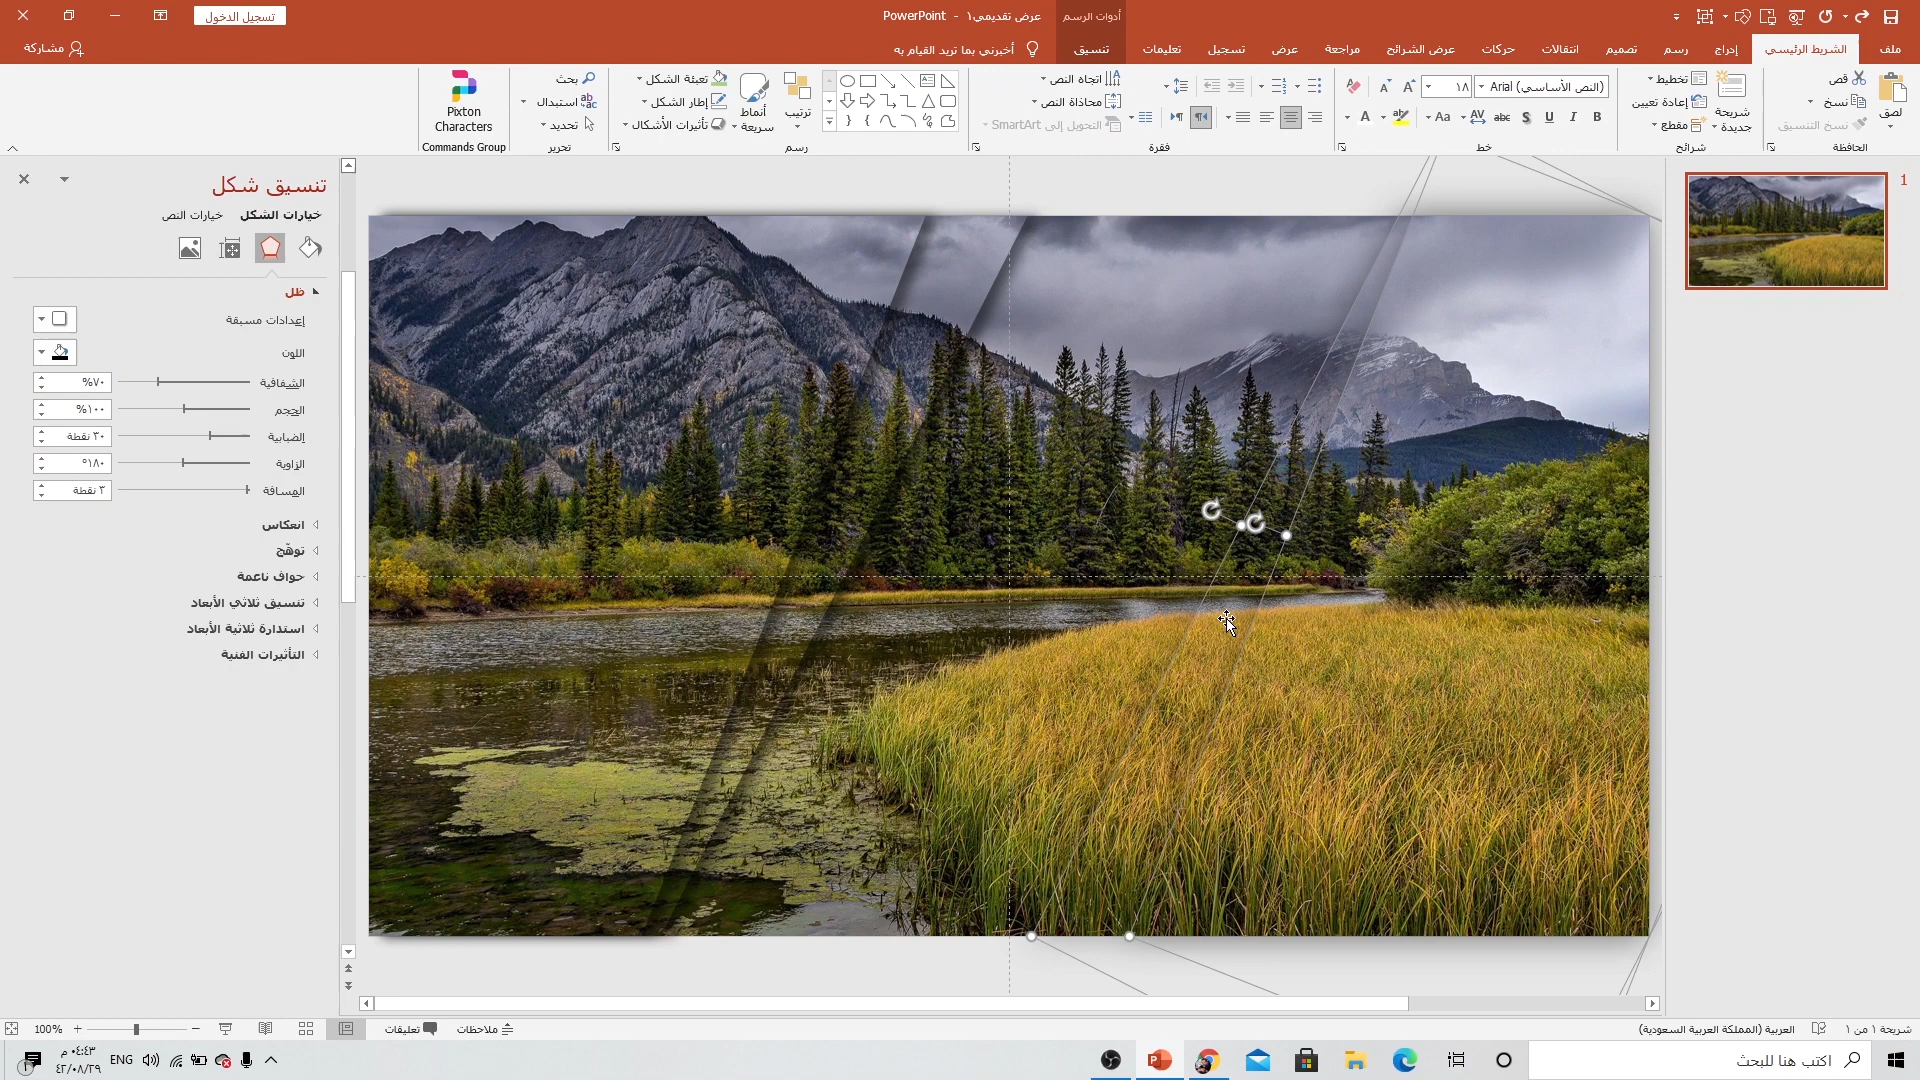 تسجيل الدخول
عرض تقديمي١ - PowerPoint
أدوات الرسم
ملف
الشريط الرئيسي
إدراج
رسم
تصميم
انتقالات
حركات
عرض الشرائح
مراجعة
عرض
تسجيل
تعليمات
تنسيق
أخبرني بما تريد القيام به
مشاركة
لصق
قص
نسخ
نسخ التنسيق
الحافظة
شريحة جديدة
تخطيط
إعادة تعيين
مقطع
شرائح
Arial (النص الأساسي)
١٨
B
I
U
S
abc
AV
Aa
A
خط
اتجاه النص
محاذاة النص
التحويل إلى SmartArt
فقرة
ترتيب
أنماط سريعة
تعبئة الشكل
إطار الشكل
تأثيرات الأشكال
رسم
بحث
استبدال
تحديد
تحرير
Pixton Characters
Commands Group
تنسيق شكل
خيارات الشكل
خيارات النص
ظل
إعدادات مسبقة
اللون
الشفافية
%٧٠
الحجم
%١٠٠
الضبابية
٣٠ نقطة
الزاوية
°١٨٠
المسافة
٣ نقطة
انعكاس
توهّج
حواف ناعمة
تنسيق ثلاثي الأبعاد
استدارة ثلاثية الأبعاد
التأثيرات الفنية
1
شريحة ١ من ١
العربية (المملكة العربية السعودية)
ملاحظات
تعليقات
100%
اكتب هنا للبحث
ENG
٠٤:٤٣ م
٤٢/٠٨/٢٩